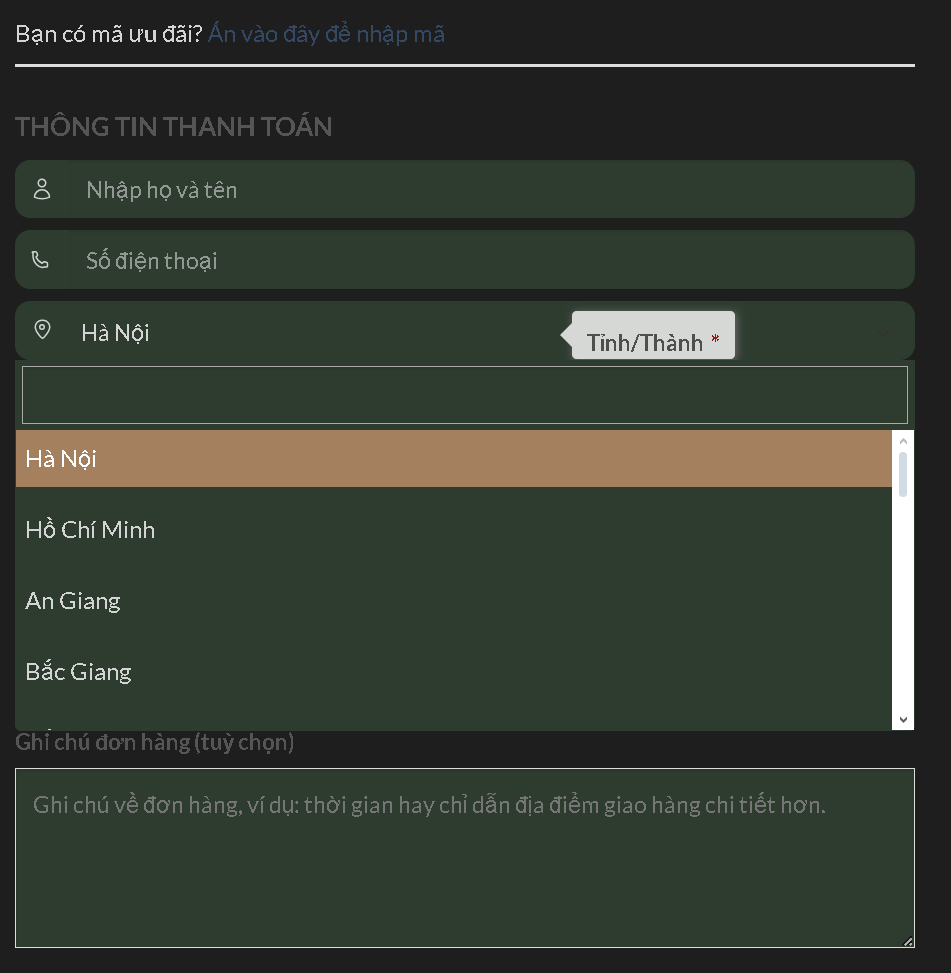 Bạn có mã ưu đãi? Ấn vào đây để nhập mã
THÔNG TIN THANH TOÁN
Nhập họ và tên
Số điện thoại
Hà Nội
Tỉnh/Thành *
Hà Nội
Hồ Chí Minh
An Giang
Bắc Giang
Ghi chú đơn hàng (tuỳ chọn)
Ghi chú về đơn hàng, ví dụ: thời gian hay chỉ dẫn địa điểm giao hàng chi tiết hơn.